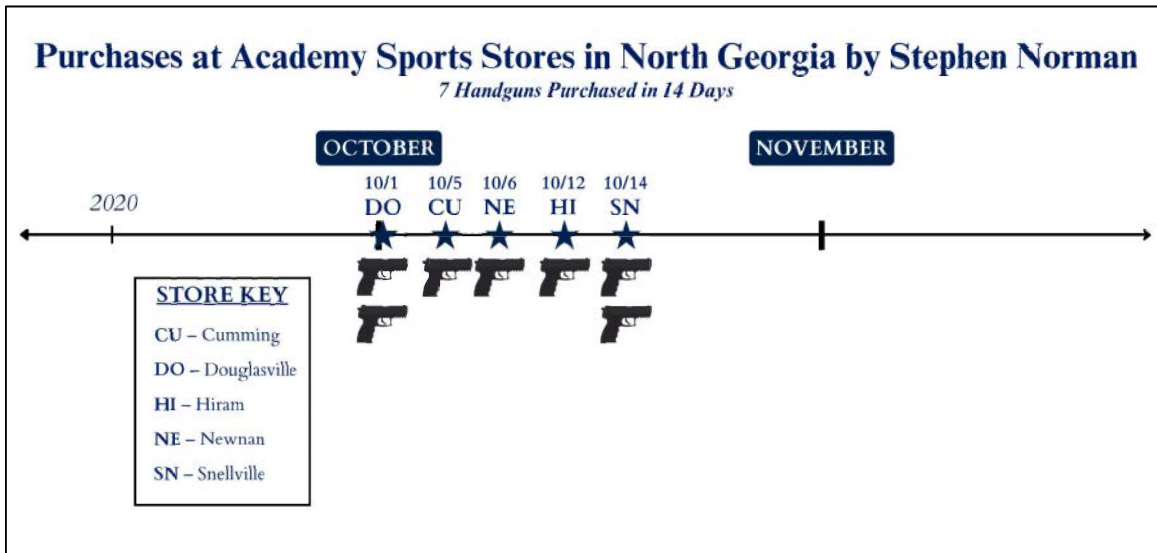 Purchases at Academy Sports Stores in North Georgia by Stephen Norman
7 Handguns Purchased in 14 Days
OCTOBER
NOVEMBER
10/1 10/5 10/6 10/12 10/14
2020
DO CU NE HI SN
STORE KEY
CU – Cumming
DO – Douglasville
HI – Hiram
NE – Newnan
SN – Snellville